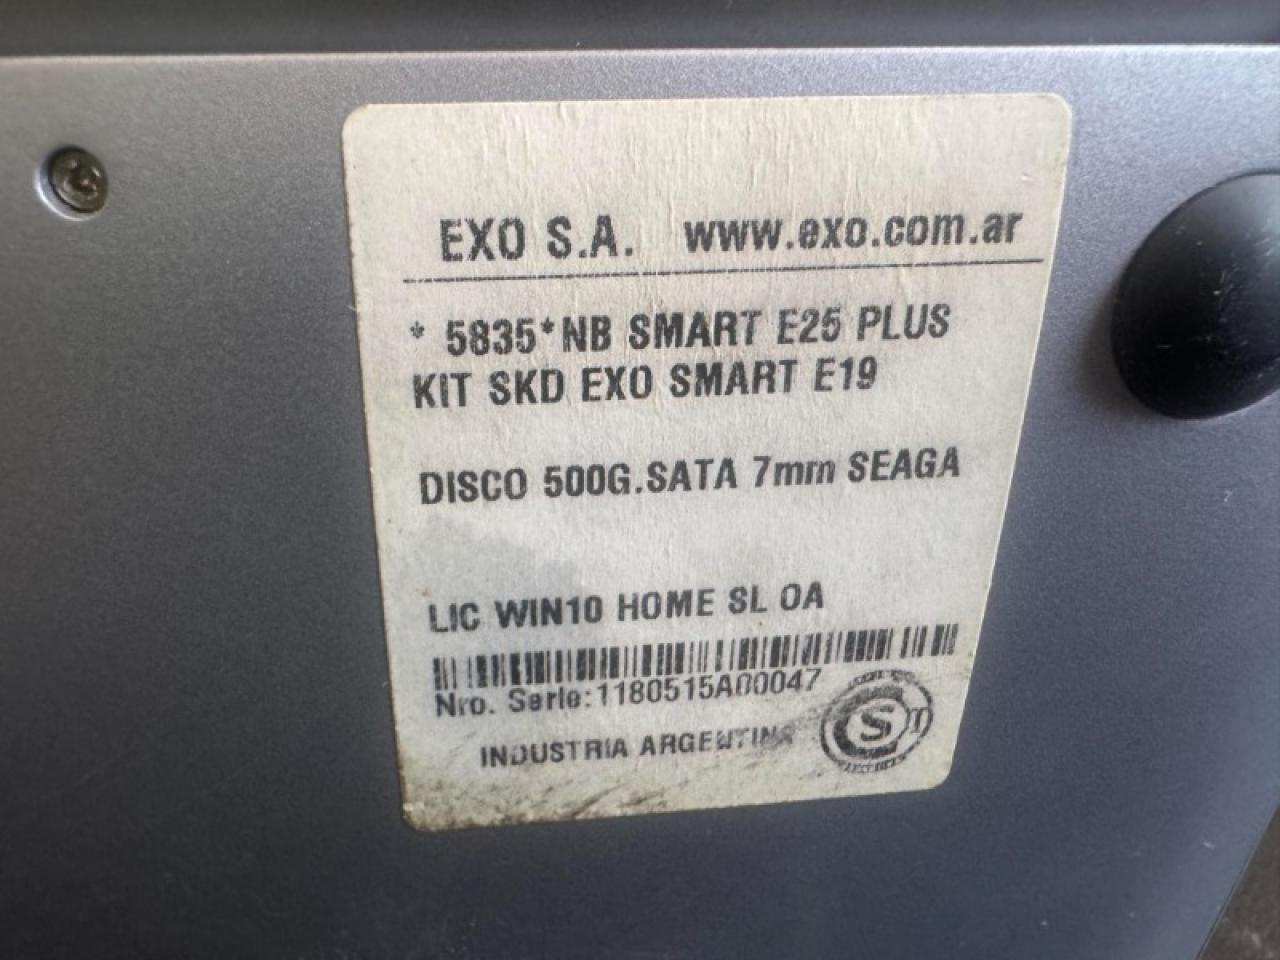 EXO S.A. www.exo.com.ar
* 5835*NB SMART E25 PLUS
KIT SKD EXO SMART E19
DISCO 500G.SATA 7mm SEAGA
LIC WIN10 HOME SL OA
Nro. Serie:1180515A00047
INDUSTRIA ARGENTINA
S